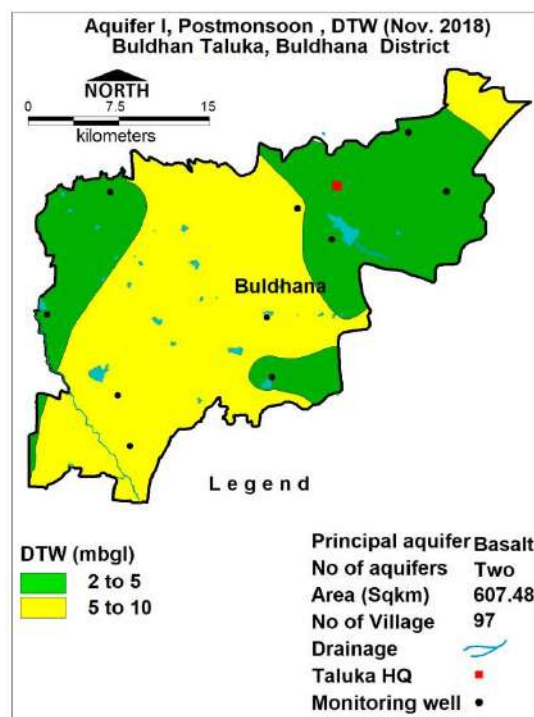 Aquifer I, Postmonsoon , DTW (Nov. 2018)
Buldhan Taluka, Buldhana District
NORTH
0 7.5 15
kilometers
Buldhana
Legend
DTW (mbgl)
2 to 5
5 to 10
Principal aquifer Basalt
No of aquifers Two
Area (Sqkm) 607.48
No of Village 97
Drainage
Taluka HQ
Monitoring well